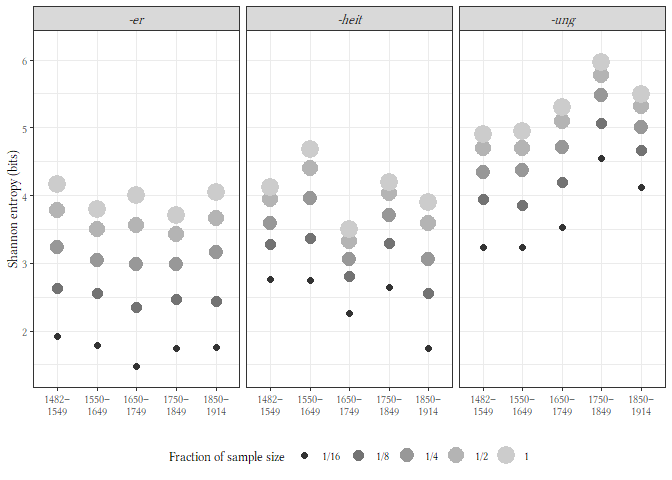 -er -heit -ung
Shannon entropy (bits)
6
5
4
3
2
1482– 1550– 1650– 1750– 1850– 1482– 1550– 1650– 1750– 1850– 1482– 1550– 1650– 1750– 1850–
1549 1649 1749 1849 1914 1549 1649 1749 1849 1914 1549 1649 1749 1849 1914
Fraction of sample size 1/16 1/8 1/4 1/2 1